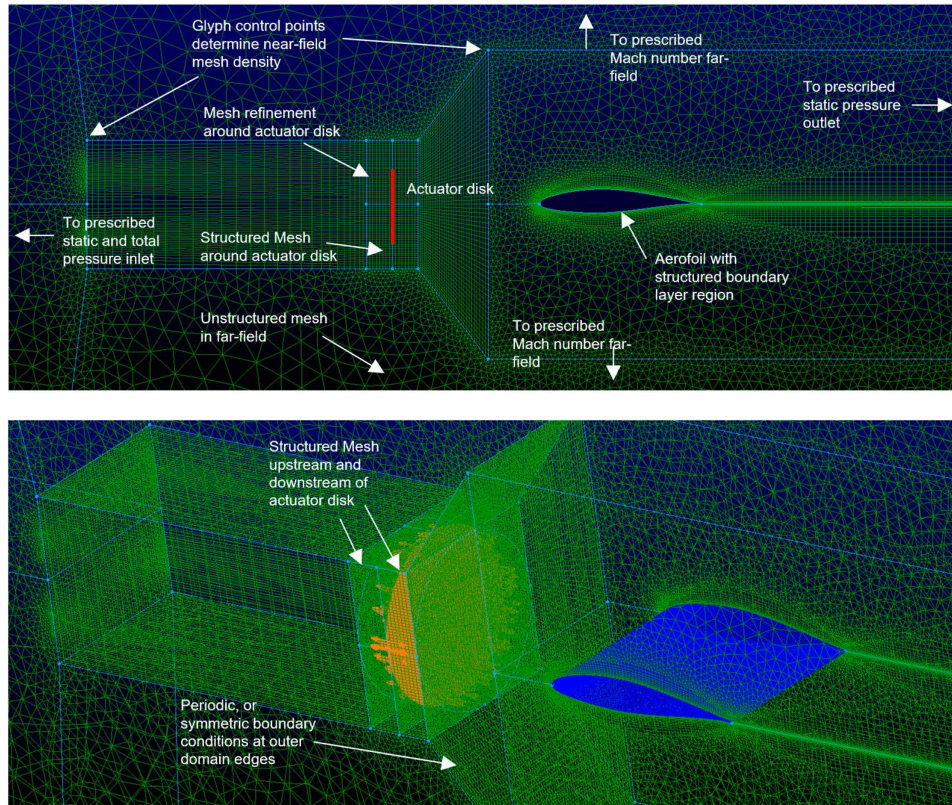 Glyph control points
determine near-field
mesh density
To prescribed
Mach number far-
field
To prescribed
static pressure
outlet
Mesh refinement
around actuator disk
Actuator disk
To prescribed
static and total
pressure inlet
Structured Mesh
around actuator disk
Aerofoil with
structured boundary
layer region
Unstructured mesh
in far-field
To prescribed
Mach number far-
field
Structured Mesh
upstream and
downstream of
actuator disk
Periodic, or
symmetric boundary
conditions at outer
domain edges